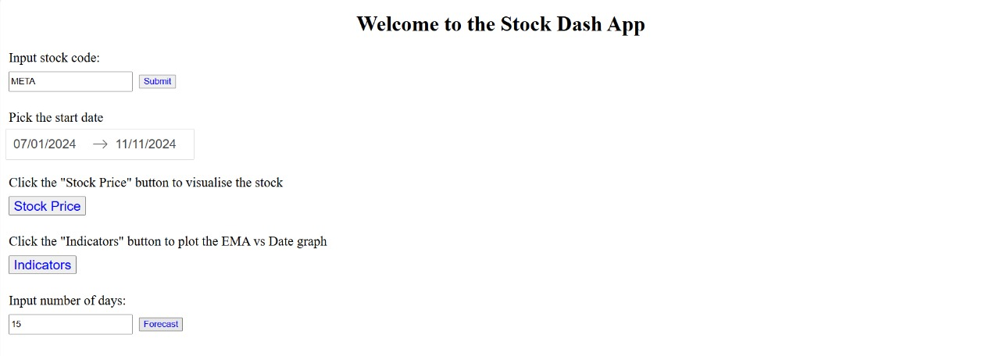 Welcome to the Stock Dash App
Input stock code:
META Submit
Pick the start date
07/01/2024 → 11/11/2024
Click the "Stock Price" button to visualise the stock
Stock Price
Click the "Indicators" button to plot the EMA vs Date graph
Indicators
Input number of days:
15 Forecast